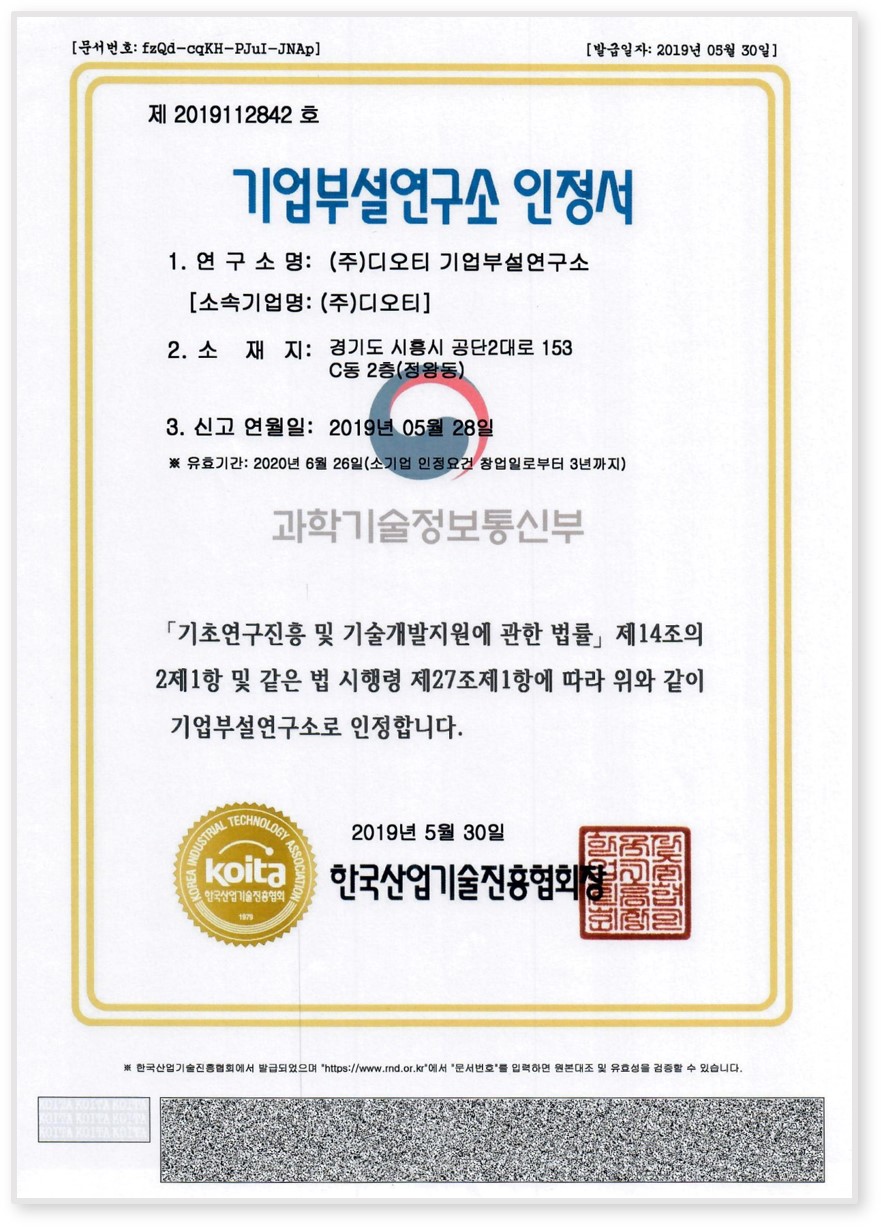 [문서번호: fzQd-cqKH-PJuI-JNAp]
[발급일자: 2019년 05월 30일]
제 2019112842 호
기업부설연구소 인정서
1. 연 구 소 명: (주)디오티 기업부설연구소
[소속기업명: (주)디오티]
2. 소 재 지: 경기도 시흥시 공단2대로 153
C동 2층(정왕동)
3. 신고 연월일: 2019년 05월 28일
※ 유효기간: 2020년 6월 26일(소기업 인정요건 창업일로부터 3년까지)
과학기술정보통신부
「기초연구진흥 및 기술개발지원에 관한 법률」 제14조의
2제1항 및 같은 법 시행령 제27조제1항에 따라 위와 같이
기업부설연구소로 인정합니다.
2019년 5월 30일
한국산업기술진흥협회장
KOREA INDUSTRIAL TECHNOLOGY ASSOCIATION
koita
한국산업기술진흥협회
1979
※ 한국산업기술진흥협회에서 발급되었으며 "https://www.rnd.or.kr"에서 "문서번호"를 입력하면 원본대조 및 유효성을 검증할 수 있습니다.
KOITA KOITA KOITA
KOITA KOITA KOITA
KOITA KOITA KOITA